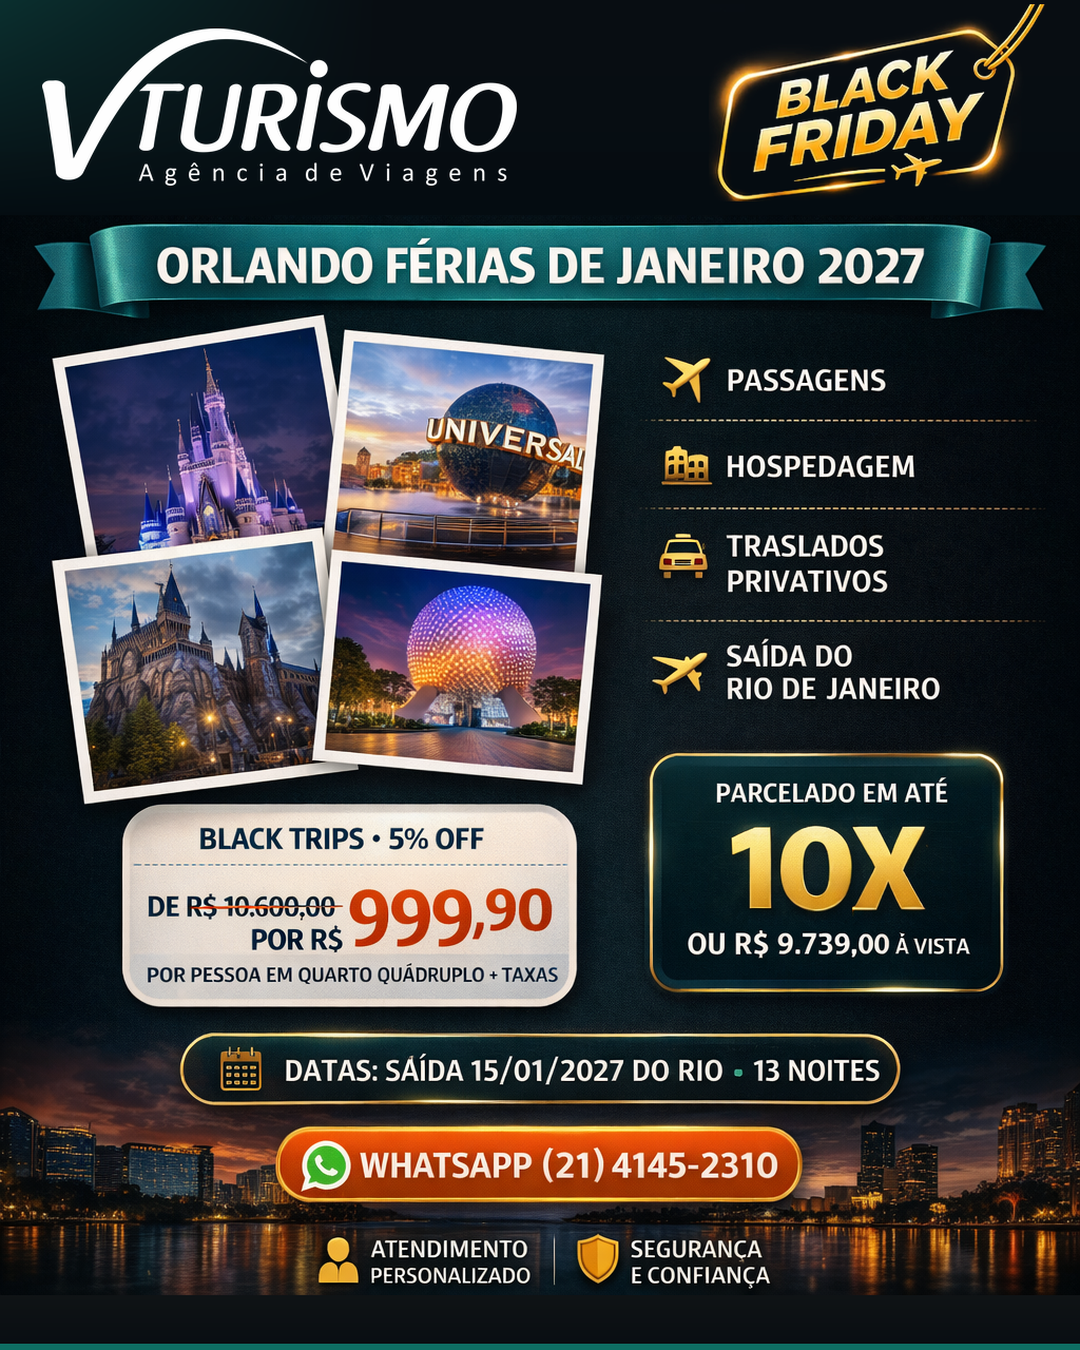 VTURiSMO
Agência de Viagens
BLACK
FRIDAY
ORLANDO FÉRIAS DE JANEIRO 2027
UNIVERSAL
PASSAGENS
HOSPEDAGEM
TRASLADOS
PRIVATIVOS
SAÍDA DO
RIO DE JANEIRO
BLACK TRIPS • 5% OFF
DE R$ 10.600,00
POR R$ 999,90
POR PESSOA EM QUARTO QUÁDRUPLO + TAXAS
PARCELADO EM ATÉ
10X
OU R$ 9.739,00 À VISTA
DATAS: SAÍDA 15/01/2027 DO RIO • 13 NOITES
WHATSAPP (21) 4145-2310
ATENDIMENTO
PERSONALIZADO
SEGURANÇA
E CONFIANÇA